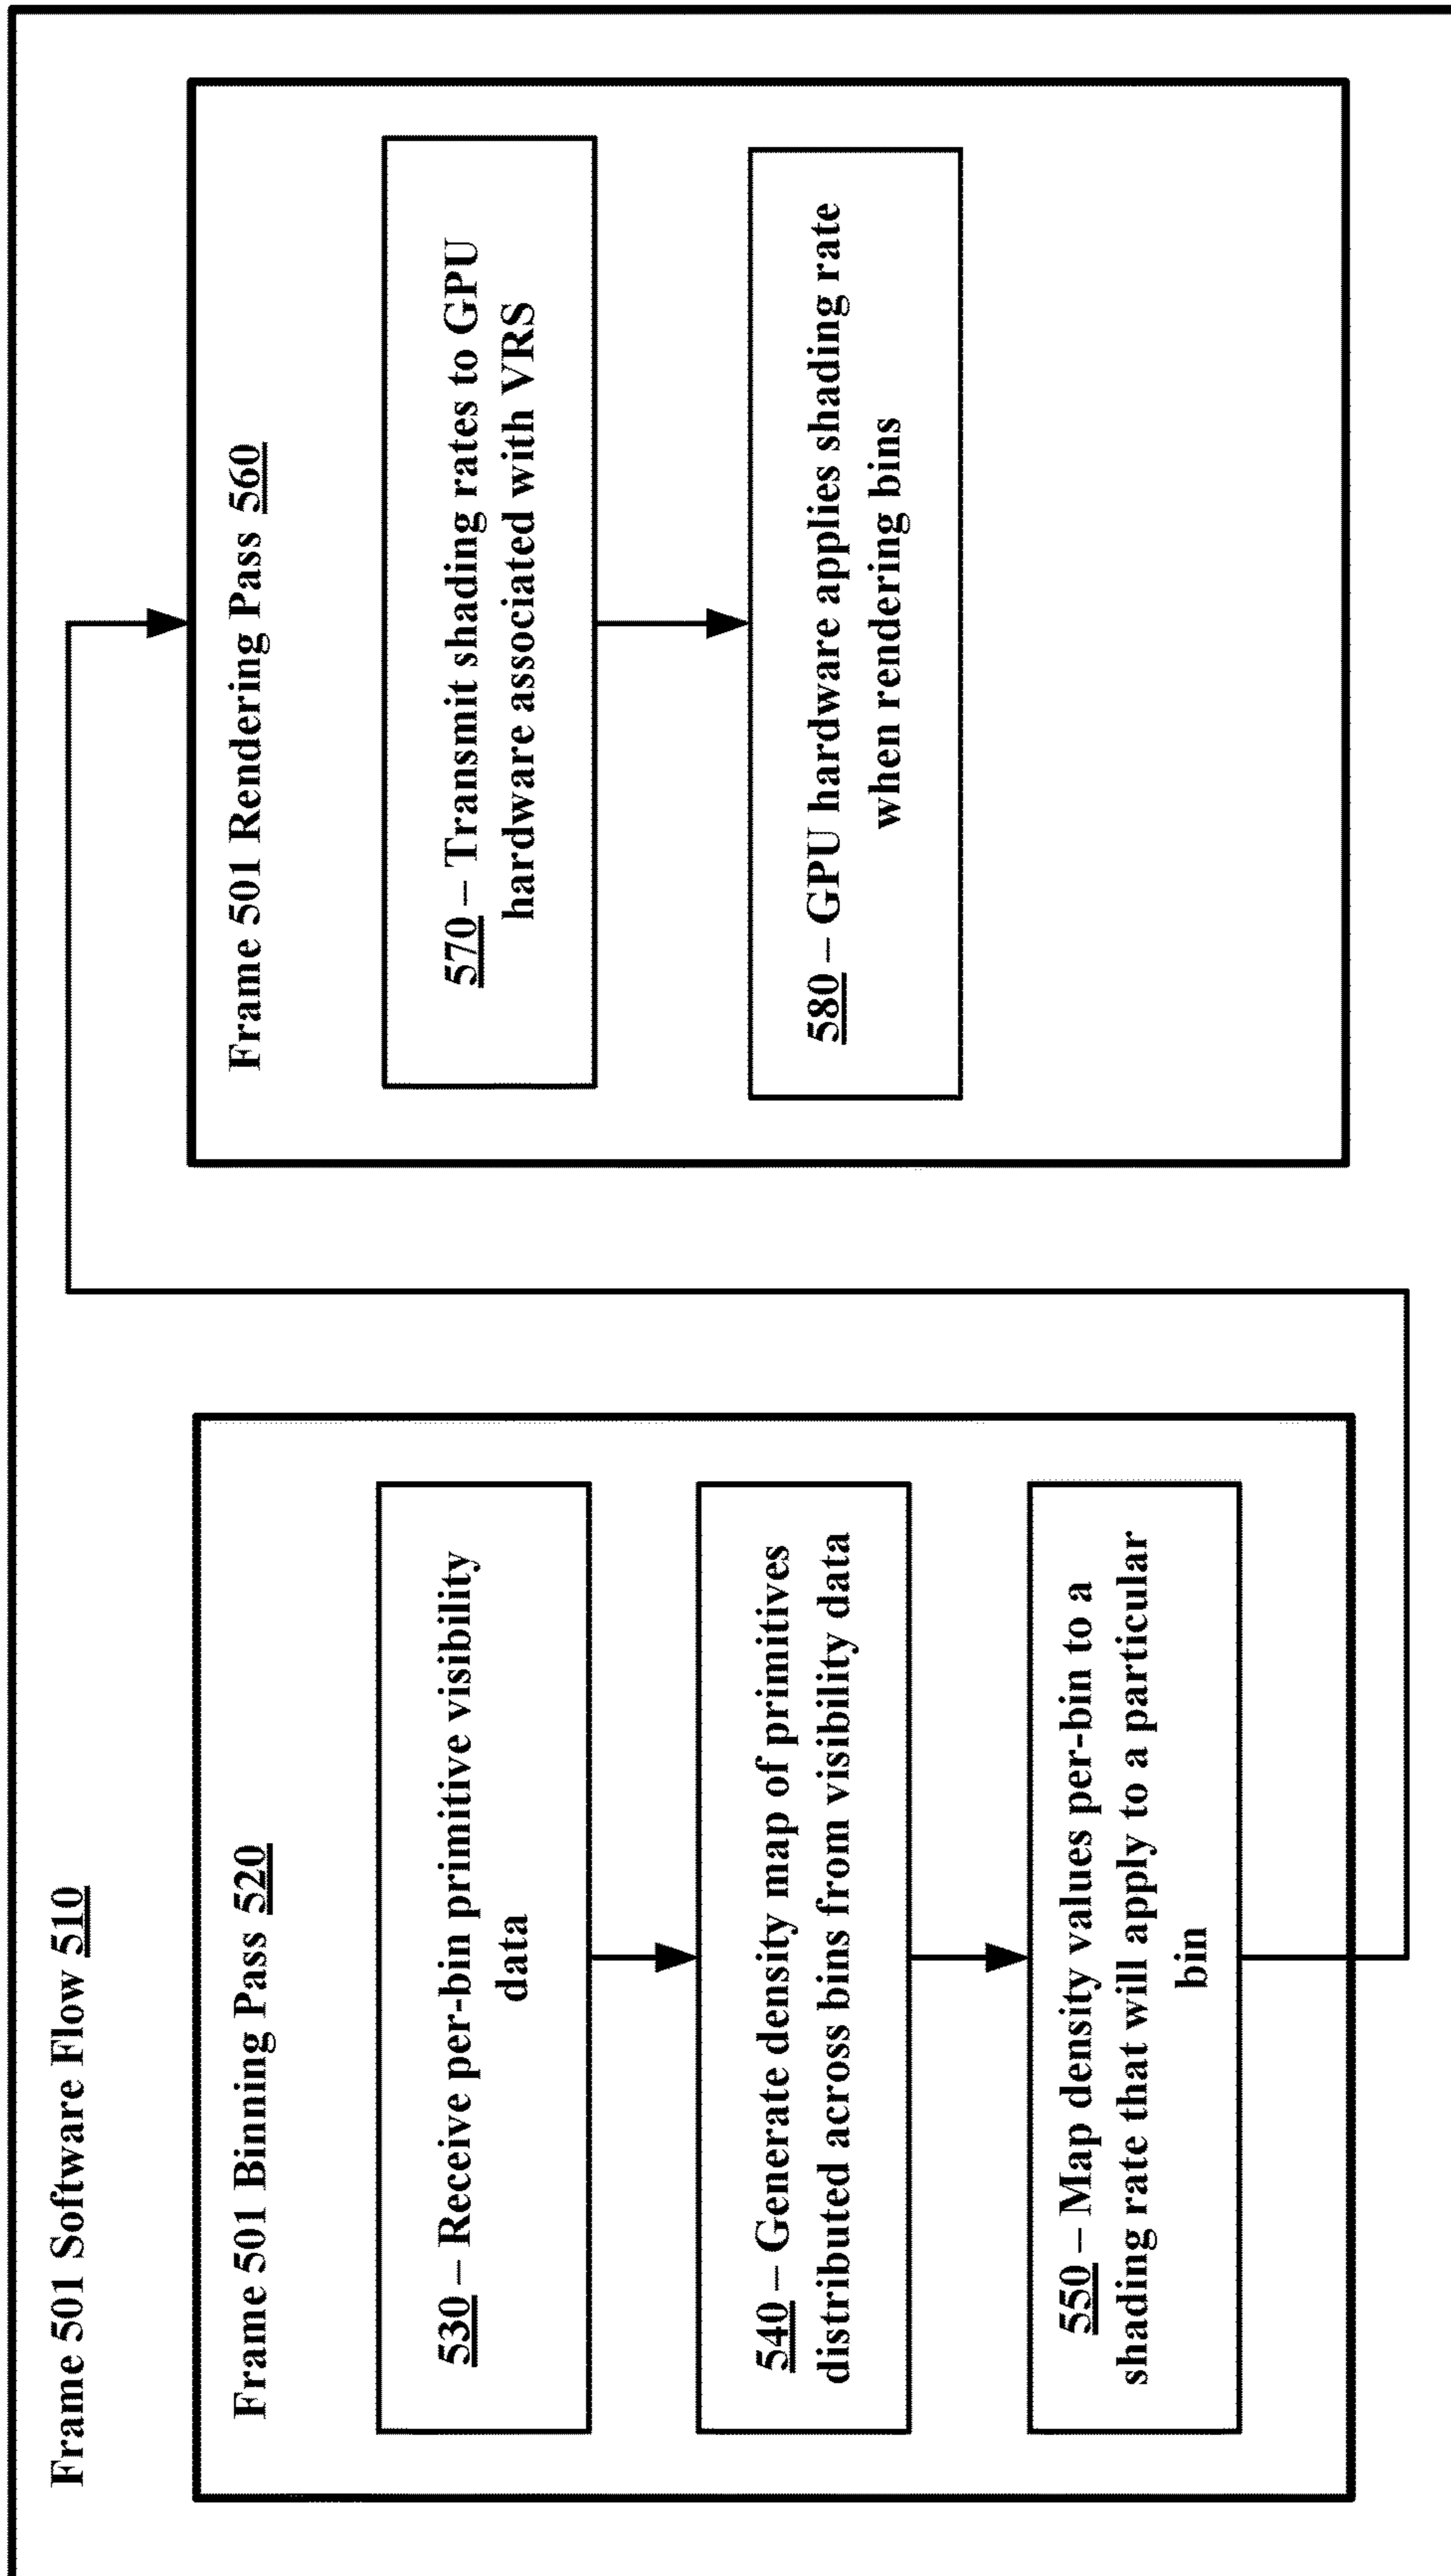 Frame 501 Software Flow 510
Frame 501 Binning Pass 520
530 – Receive per-bin primitive visibility
data
540 – Generate density map of primitives
distributed across bins from visibility data
550 – Map density values per-bin to a
shading rate that will apply to a particular
bin
Frame 501 Rendering Pass 560
570 – Transmit shading rates to GPU
hardware associated with VRS
580 – GPU hardware applies shading rate
when rendering bins